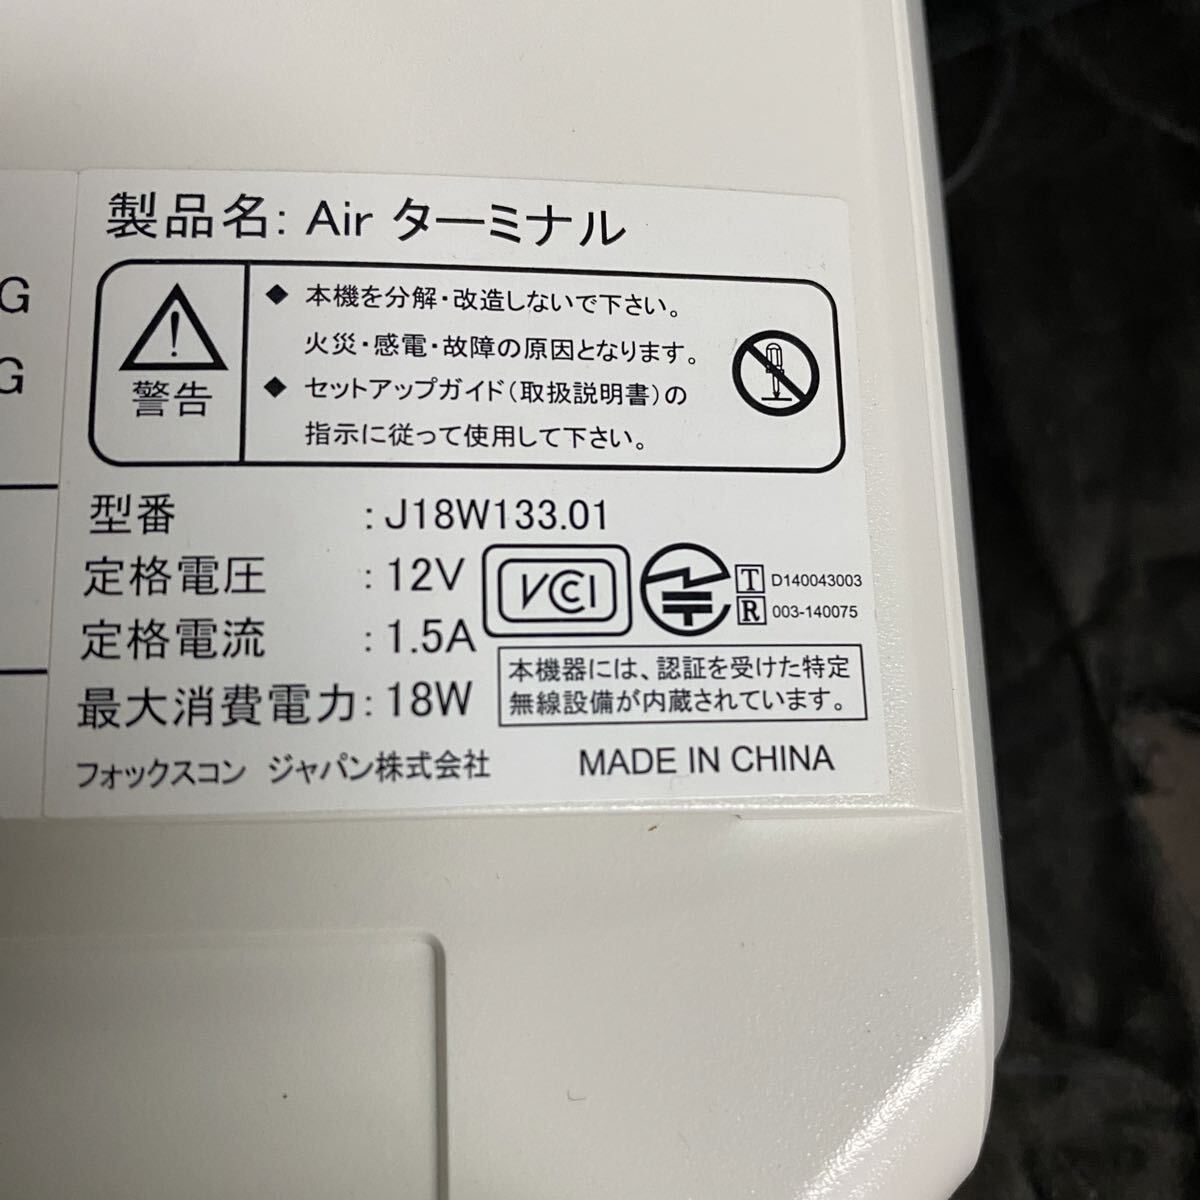 G
G
製品名: Air ターミナル
警告
◆ 本機を分解・改造しないで下さい。
火災・感電・故障の原因となります。
◆ セットアップガイド(取扱説明書)の
指示に従って使用して下さい。
型番 : J18W133.01
定格電圧 : 12V
定格電流 : 1.5A
最大消費電力: 18W
VCCI
T D140043003
R 003-140075
本機器には、認証を受けた特定
無線設備が内蔵されています。
フォックスコン ジャパン株式会社 MADE IN CHINA